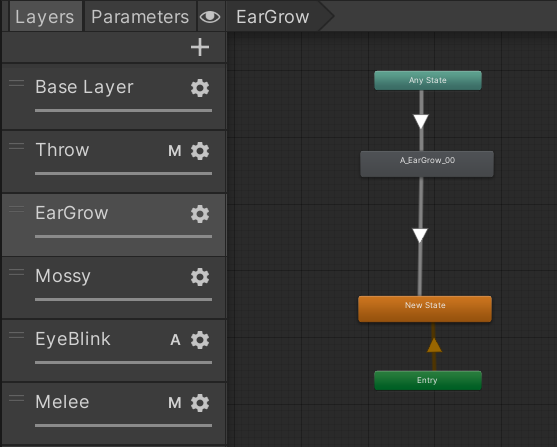 Layers Parameters EarGrow
Base Layer
Throw M
EarGrow
Mossy
EyeBlink A
Melee M
Any State
A_EarGrow_00
New State
Entry